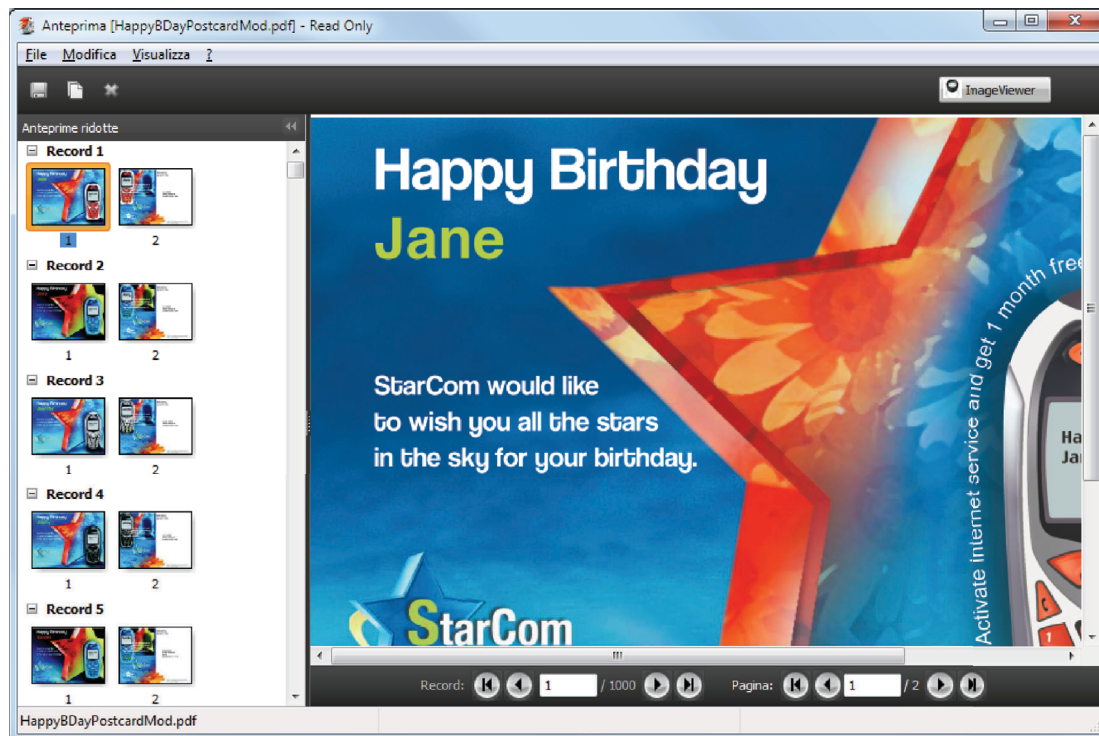 Anteprima [HappyBDayPostcardMod.pdf] - Read Only
File Modifica Visualizza ?
ImageViewer
Anteprime ridotte
Record 1
1 2
Record 2
1 2
Record 3
1 2
Record 4
1 2
Record 5
1 2
Happy Birthday
Jane
StarCom would like
to wish you all the stars
in the sky for your birthday.
StarCom
Activate internet service and get 1 month free
Record: 1 / 1000 Pagina: 1 / 2
HappyBDayPostcardMod.pdf